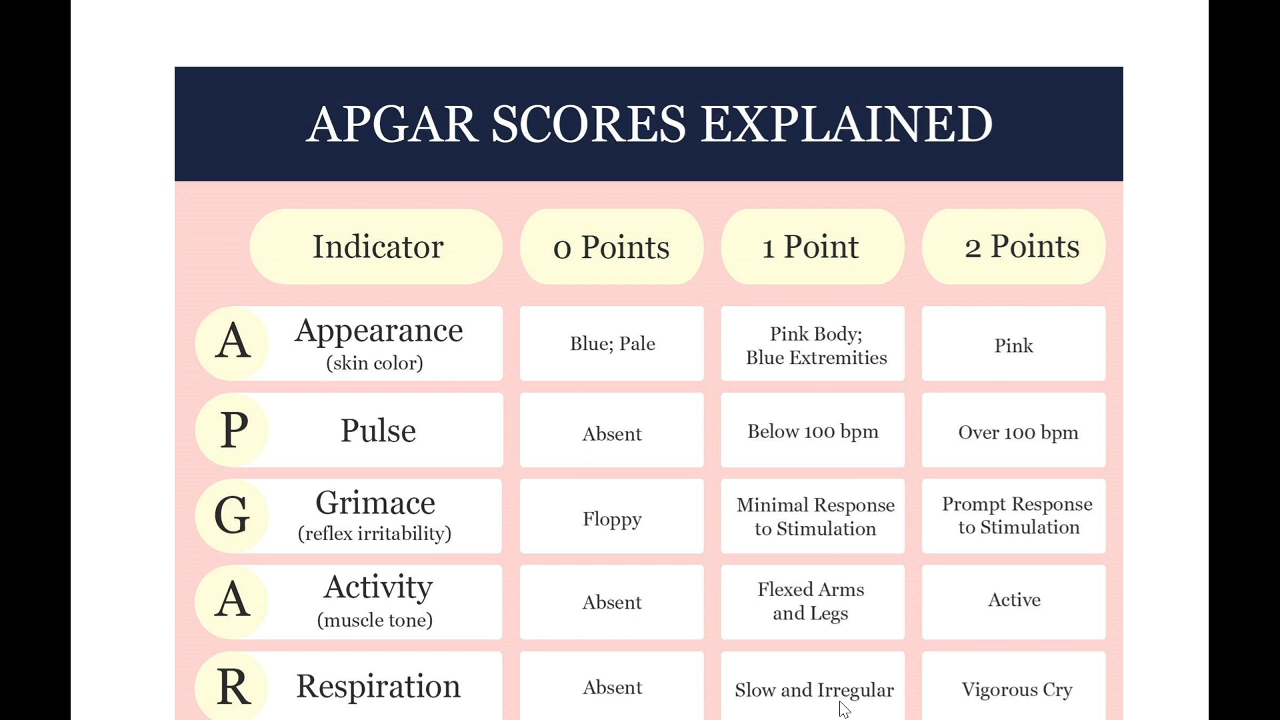 APGAR SCORES EXPLAINED
Indicator
0 Points
1 Point
2 Points
A
Appearance
(skin color)
Blue; Pale
Pink Body;
Blue Extremities
Pink
P
Pulse
Absent
Below 100 bpm
Over 100 bpm
G
Grimace
(reflex irritability)
Floppy
Minimal Response
to Stimulation
Prompt Response
to Stimulation
A
Activity
(muscle tone)
Absent
Flexed Arms
and Legs
Active
R
Respiration
Absent
Slow and Irregular
Vigorous Cry